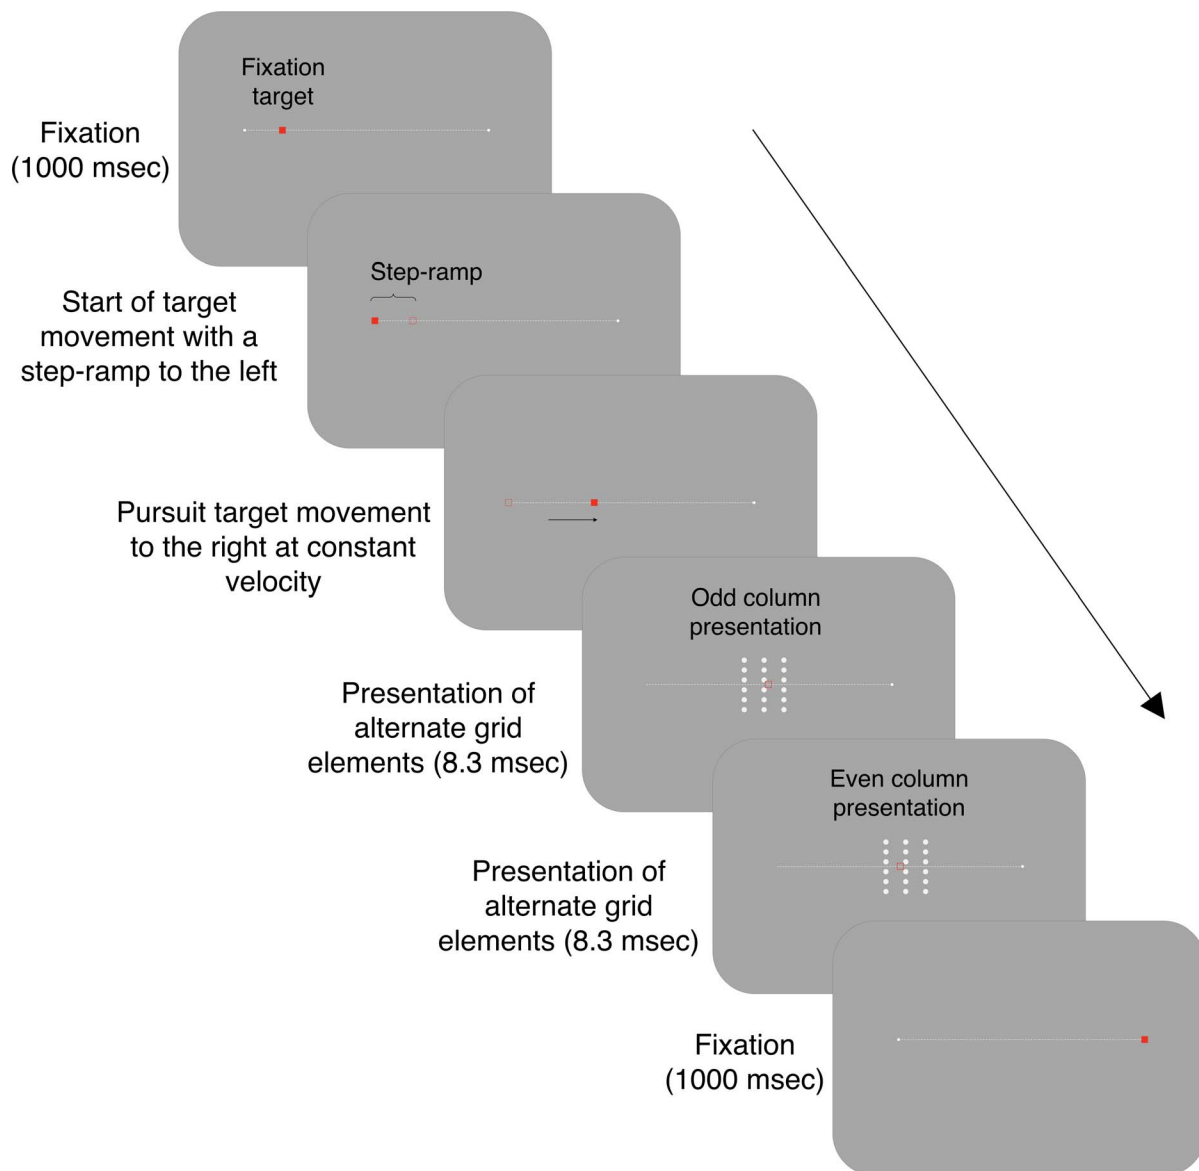 Fixation
target
Fixation
(1000 msec)
Step-ramp
Start of target
movement with a
step-ramp to the left
Pursuit target movement
to the right at constant
velocity
Odd column
presentation
Presentation of
alternate grid
elements (8.3 msec)
Even column
presentation
Presentation of
alternate grid
elements (8.3 msec)
Fixation
(1000 msec)